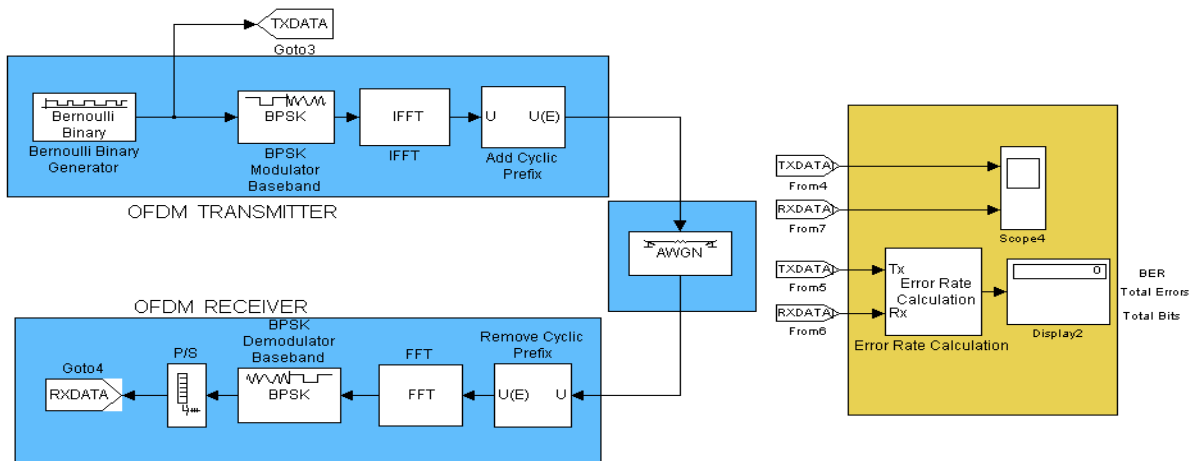 TXDATA
Goto3
Bernoulli
Binary
Bernoulli Binary
Generator
BPSK
BPSK
Modulator
Baseband
IFFT
IFFT
U U(E)
Add Cyclic
Prefix
OFDM TRANSMITTER
AWGN
OFDM RECEIVER
Goto4
RXDATA
P/S
BPSK
Demodulator
Baseband
BPSK
FFT
FFT
Remove Cyclic
Prefix
U(E) U
TXDATA
From4
RXDATA
From7
Scope4
TXDATA
From5
RXDATA
From6
Tx
Error Rate
Calculation
Rx
Error Rate Calculation
0
Display2
BER
Total Errors
Total Bits